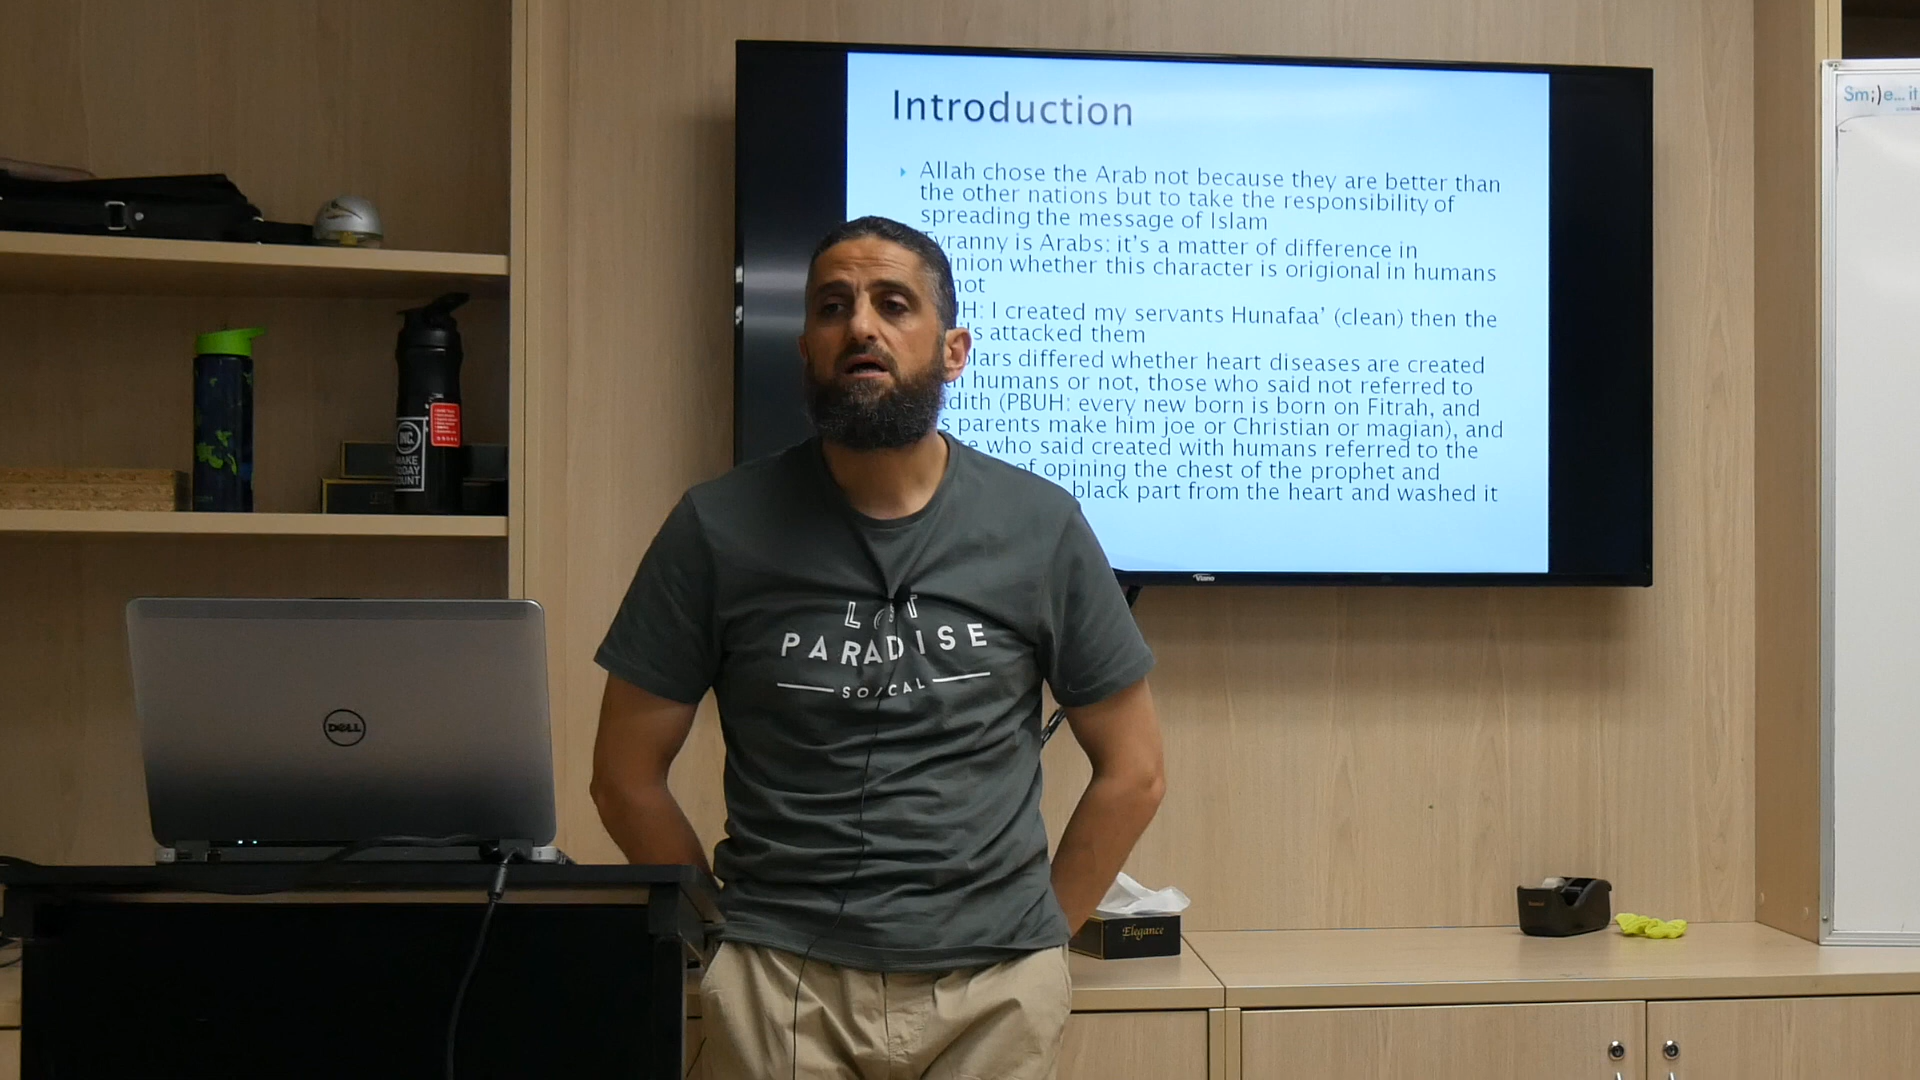 Introduction
Allah chose the Arab not because they are better than
the other nations but to take the responsibility of
spreading the message of Islam
Tyranny is Arabs: it's a matter of difference in
whether this character is origional in humans
not
I created my servants Hunafaa' (clean) then the
attacked them
differed whether heart diseases are created
humans or not, those who said not referred to
(PBUH: every new born is born on Fitrah, and
parents make him joe or Christian or magian), and
who said created with humans referred to the
of opining the chest of the prophet and
black part from the heart and washed it
Sm;)e... it
INC.
MAKE
TODAY
COUNT
PARADISE
SO/CAL
DELL
Viano
Elegance